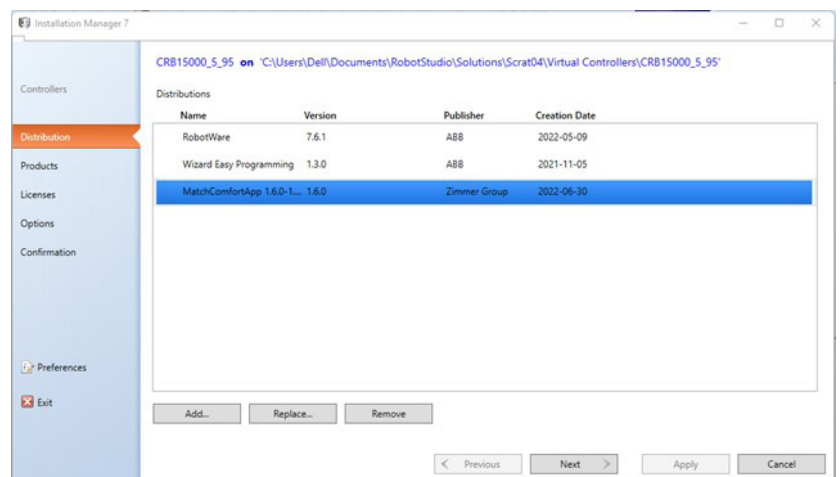 Installation Manager 7
CRB15000_5_95 on 'C:\Users\Dell\Documents\RobotStudio\Solutions\Scrat04\Virtual Controllers\CRB15000_5_95'
Controllers
Distribution
Products
Licenses
Options
Confirmation
Preferences
Exit
Distributions
Name Version Publisher Creation Date
RobotWare 7.6.1 ABB 2022-05-09
Wizard Easy Programming 1.3.0 ABB 2021-11-05
MatchComfortApp 1.6.0-1.... 1.6.0 Zimmer Group 2022-06-30
Add... Replace... Remove
< Previous Next > Apply Cancel